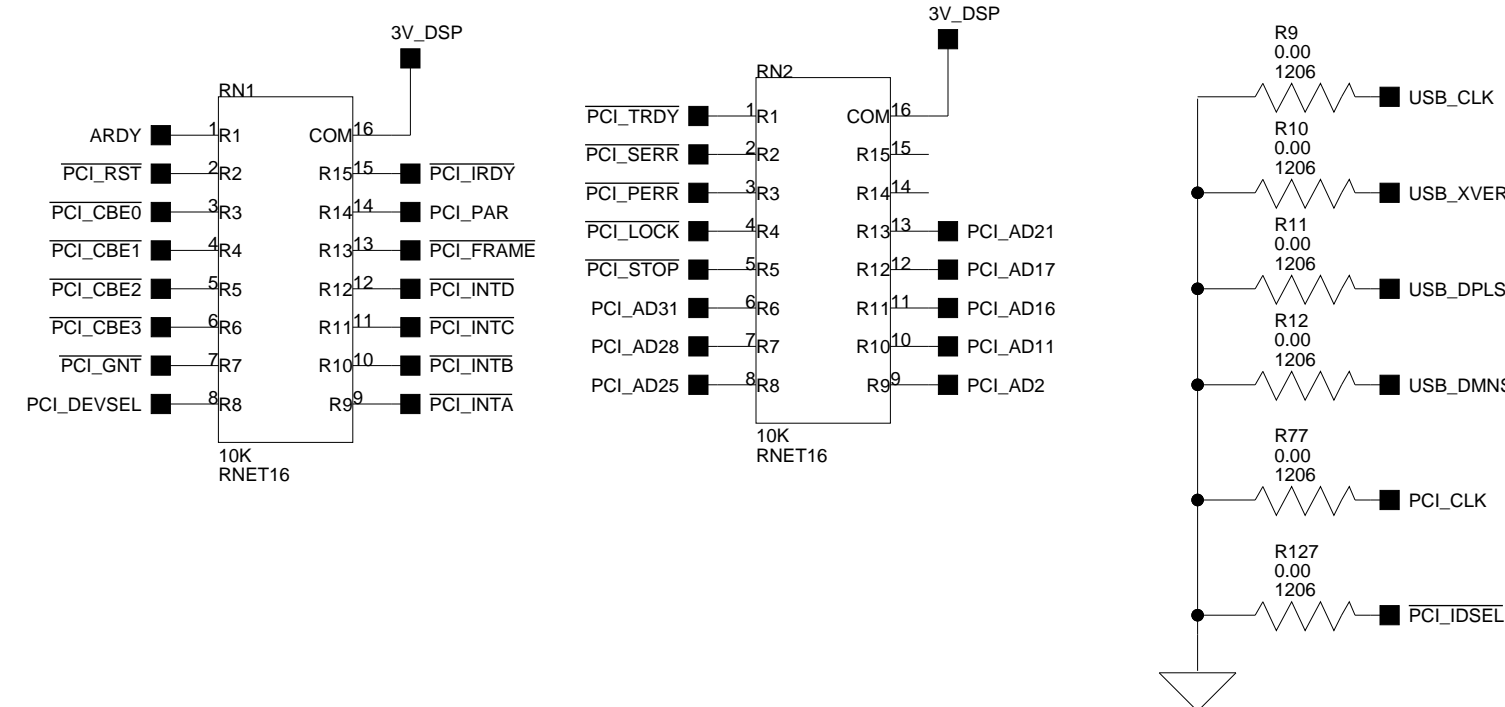 3V_DSP
RN1
ARDY 1 R1 COM 16
PCI_RST 2 R2 R15 15 PCI_IRDY
PCI_CBE0 3 R3 R14 14 PCI_PAR
PCI_CBE1 4 R4 R13 13 PCI_FRAME
PCI_CBE2 5 R5 R12 12 PCI_INTD
PCI_CBE3 6 R6 R11 11 PCI_INTC
PCI_GNT 7 R7 R10 10 PCI_INTB
PCI_DEVSEL 8 R8 R9 9 PCI_INTA
10K
RNET16
3V_DSP
RN2
PCI_TRDY 1 R1 COM 16
PCI_SERR 2 R2 R15 15
PCI_PERR 3 R3 R14 14
PCI_LOCK 4 R4 R13 13 PCI_AD21
PCI_STOP 5 R5 R12 12 PCI_AD17
PCI_AD31 6 R6 R11 11 PCI_AD16
PCI_AD28 7 R7 R10 10 PCI_AD11
PCI_AD25 8 R8 R9 9 PCI_AD2
10K
RNET16
R9
0.00
1206
USB_CLK
R10
0.00
1206
USB_XVER
R11
0.00
1206
USB_DPLS
R12
0.00
1206
USB_DMNS
R77
0.00
1206
PCI_CLK
R127
0.00
1206
PCI_IDSEL